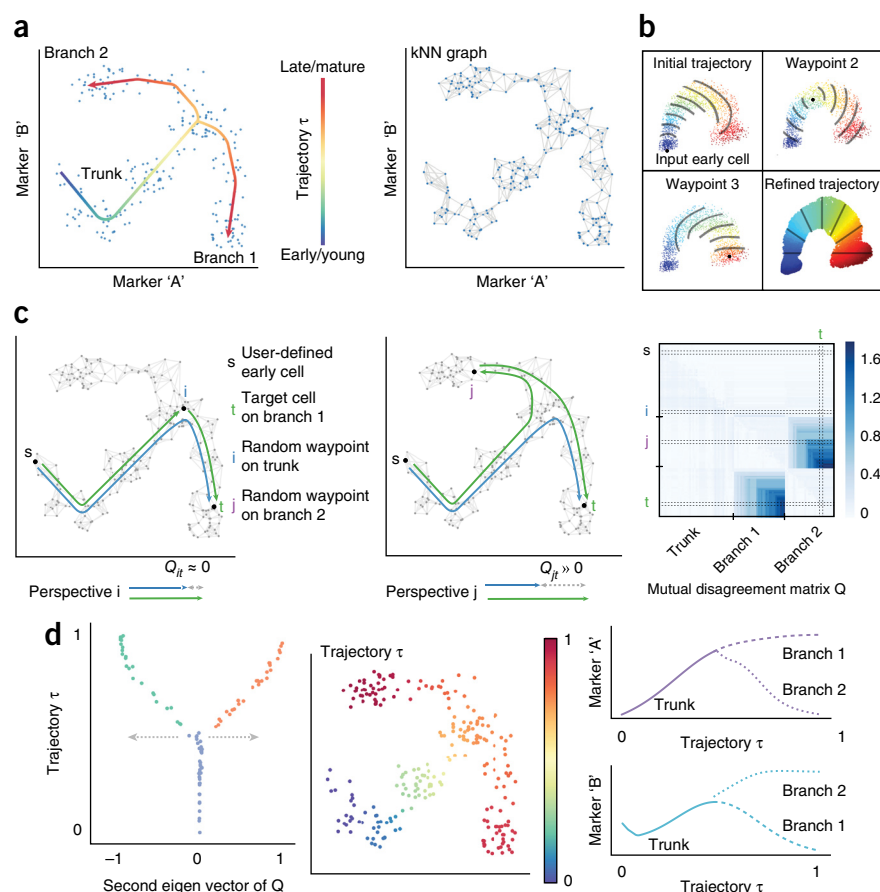 a
Branch 2
Marker 'B'
Trunk
Branch 1
Marker 'A'
Late/mature
Trajectory τ
Early/young
kNN graph
Marker 'B'
Marker 'A'
b
Initial trajectory
Input early cell
Waypoint 2
Waypoint 3
Refined trajectory
c
s
i
t
s User-defined
early cell
t Target cell
on branch 1
i Random waypoint
on trunk
j Random waypoint
on branch 2
Q_it ≈ 0
Perspective i
s
j
t
Q_jt » 0
Perspective j
t
s
i
j
t
Trunk
Branch 1
Branch 2
Mutual disagreement matrix Q
1.6
1.2
0.8
0.4
0
d
1
Trajectory τ
0
−1
0
1
Second eigen vector of Q
Trajectory τ
1
0
Marker 'A'
Branch 1
Branch 2
Trunk
0
1
Trajectory τ
Marker 'B'
Branch 2
Branch 1
Trunk
0
1
Trajectory τ